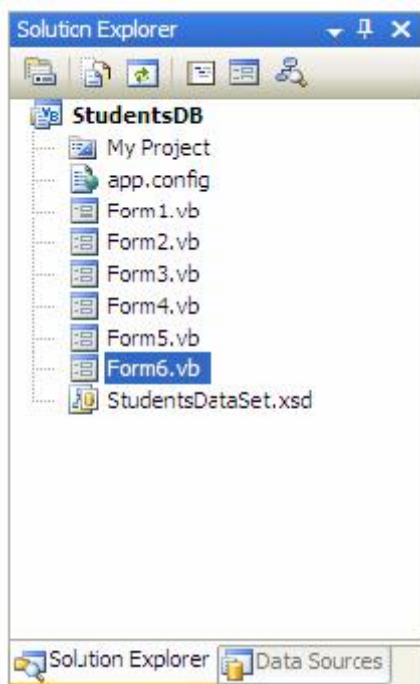 Solution Explorer
StudentsDB
My Project
app.config
Form1.vb
Form2.vb
Form3.vb
Form4.vb
Form5.vb
Form6.vb
StudentsDataSet.xsd
Solution Explorer Data Sources